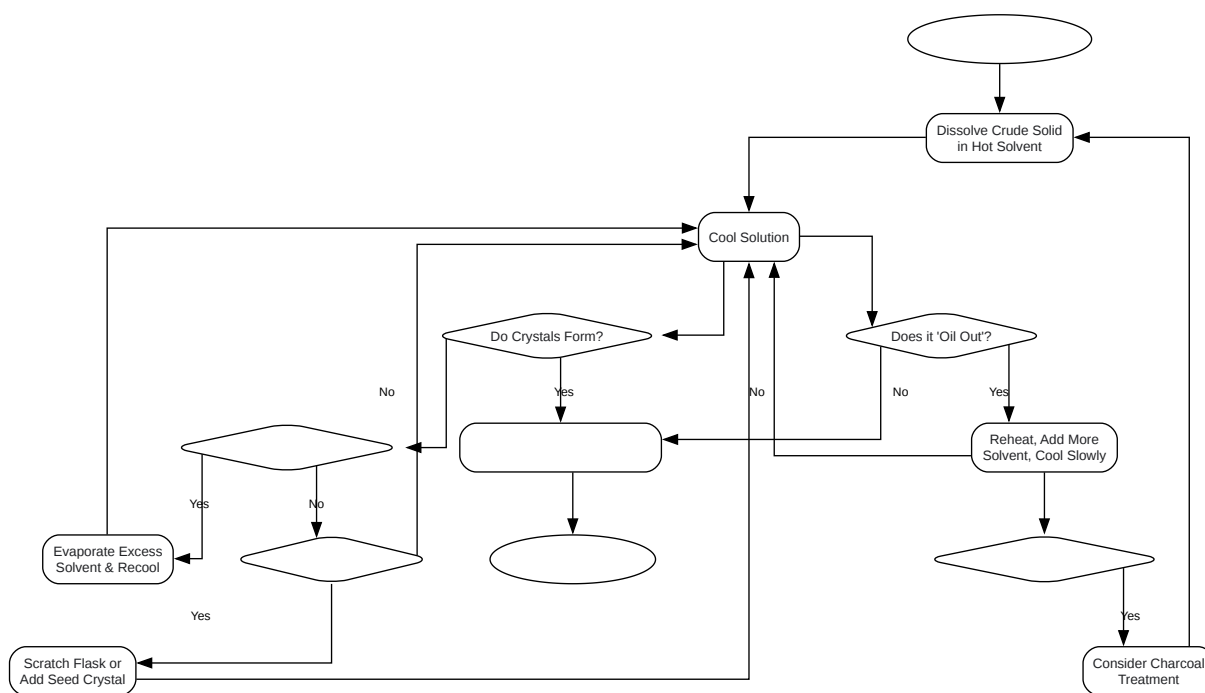 Dissolve Crude Solid
in Hot Solvent
Cool Solution
Do Crystals Form?
Does it 'Oil Out'?
No
Yes
No
No
Yes
Reheat, Add More
Solvent, Cool Slowly
Yes
No
Evaporate Excess
Solvent & Recool
Yes
Yes
Scratch Flask or
Add Seed Crystal
Consider Charcoal
Treatment